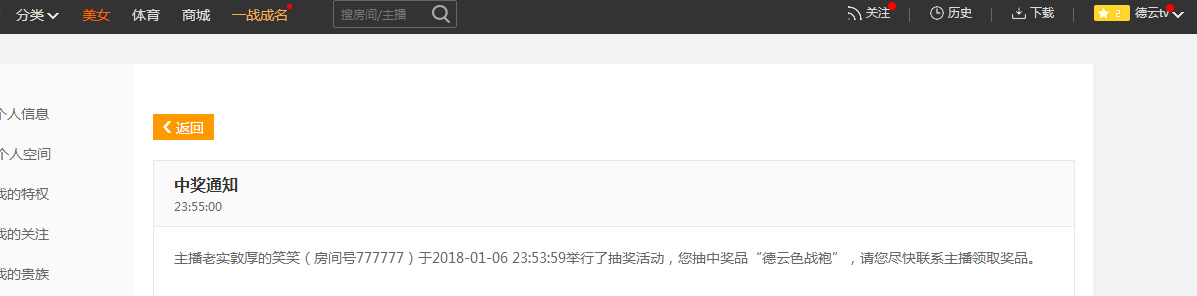 分类 美女 体育 商城 一战成名 搜房间/主播 关注 历史 下载 2 德云tv
个人信息
返回
个人空间
中奖通知
我的特权
23:55:00
我的关注
主播老实敦厚的笑笑（房间号777777）于2018-01-06 23:53:59举行了抽奖活动，您抽中奖品“德云色战袍”，请您尽快联系主播领取奖品。
我的贵族